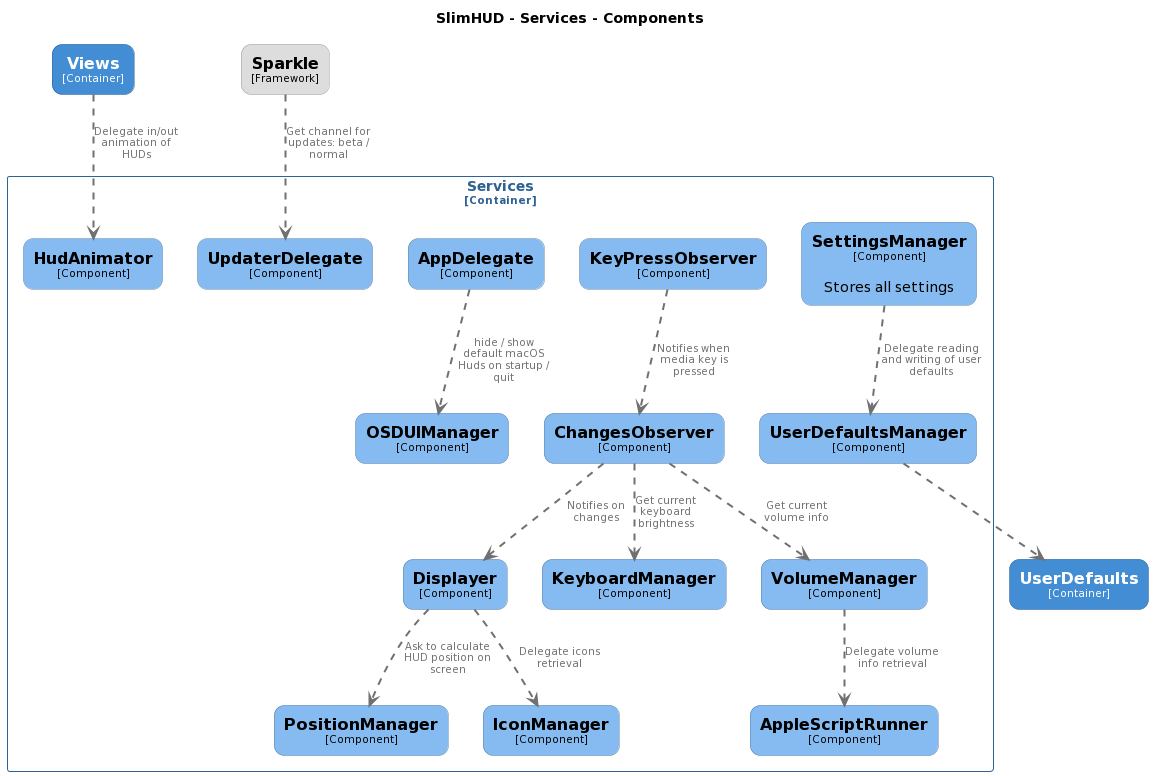 SlimHUD - Services - Components
Views
[Container]
Sparkle
[Framework]
Delegate in/out
animation of
HUDs
Get channel for
updates: beta /
normal
Services
[Container]
HudAnimator
[Component]
UpdaterDelegate
[Component]
AppDelegate
[Component]
KeyPressObserver
[Component]
SettingsManager
[Component]
Stores all settings
hide / show
default macOS
Huds on startup /
quit
Notifies when
media key is
pressed
Delegate reading
and writing of user
defaults
OSDUIManager
[Component]
ChangesObserver
[Component]
UserDefaultsManager
[Component]
Notifies on
changes
Get current
keyboard
brightness
Get current
volume info
Displayer
[Component]
KeyboardManager
[Component]
VolumeManager
[Component]
UserDefaults
[Container]
Ask to calculate
HUD position on
screen
Delegate icons
retrieval
Delegate volume
info retrieval
PositionManager
[Component]
IconManager
[Component]
AppleScriptRunner
[Component]